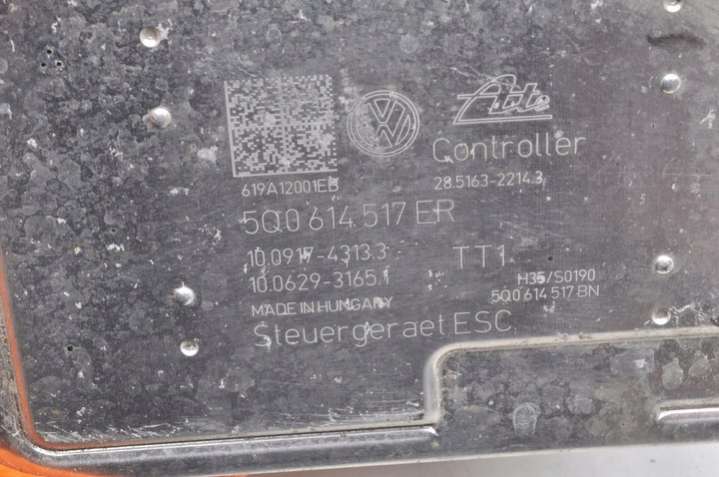 VW
Ate
Controller
619A12001EB
28.5163-2214.3
5Q0 614 517 ER
10.0917-4313.3
TT1
10.0629-3165.1
H35/S0190
5Q0 614 517 BN
MADE IN HUNGARY
Steuergeraet ESC